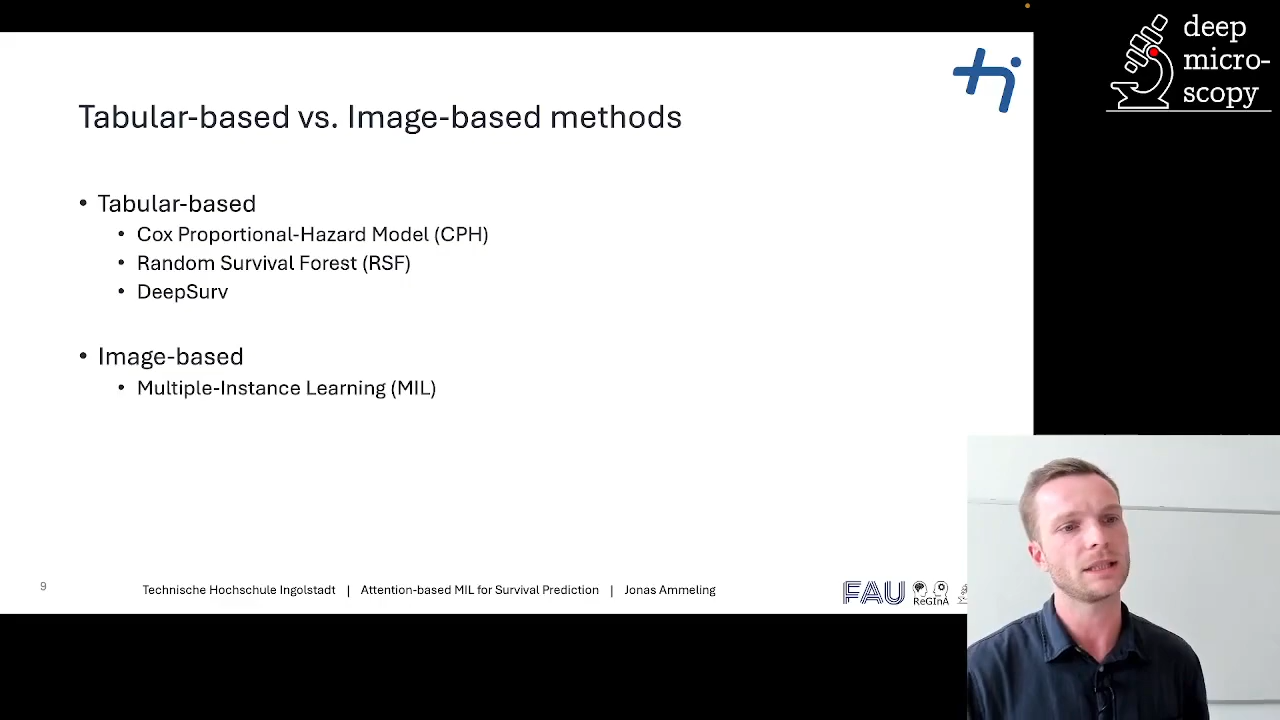 deep
micro-
scopy
Tabular-based vs. Image-based methods
• Tabular-based
• Cox Proportional-Hazard Model (CPH)
• Random Survival Forest (RSF)
• DeepSurv
• Image-based
• Multiple-Instance Learning (MIL)
9
Technische Hochschule Ingolstadt | Attention-based MIL for Survival Prediction | Jonas Ammeling
FAU
ReGInA